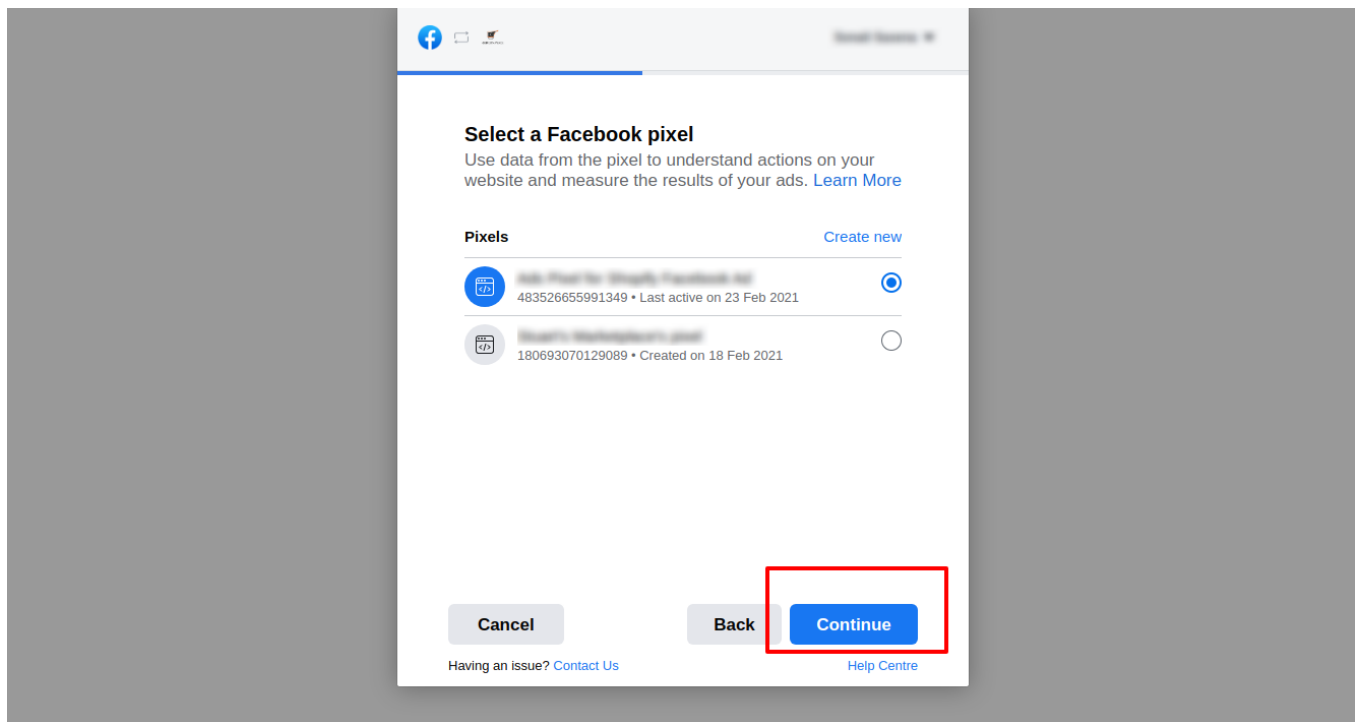 Select a Facebook pixel
Use data from the pixel to understand actions on your
website and measure the results of your ads. Learn More
Pixels
Create new
483526655991349 • Last active on 23 Feb 2021
180693070129089 • Created on 18 Feb 2021
Cancel
Back
Continue
Having an issue? Contact Us
Help Centre